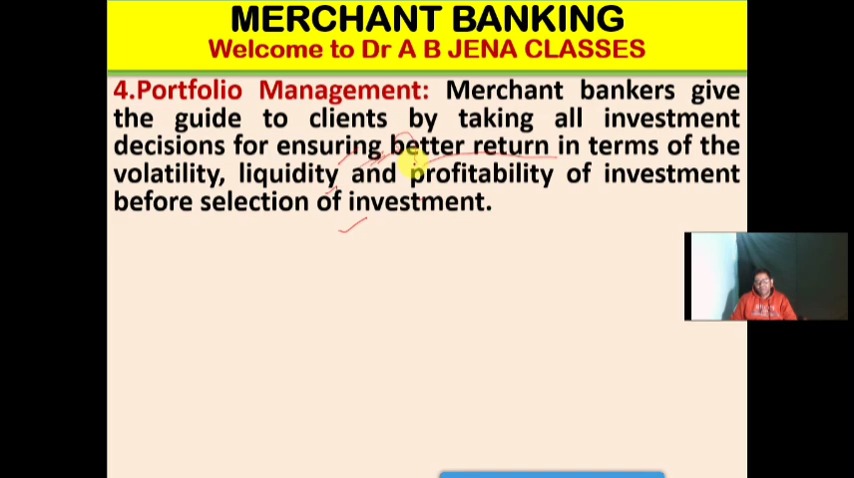 MERCHANT BANKING
Welcome to Dr A B JENA CLASSES
4.Portfolio Management: Merchant bankers give
the guide to clients by taking all investment
decisions for ensuring better return in terms of the
volatility, liquidity and profitability of investment
before selection of investment.